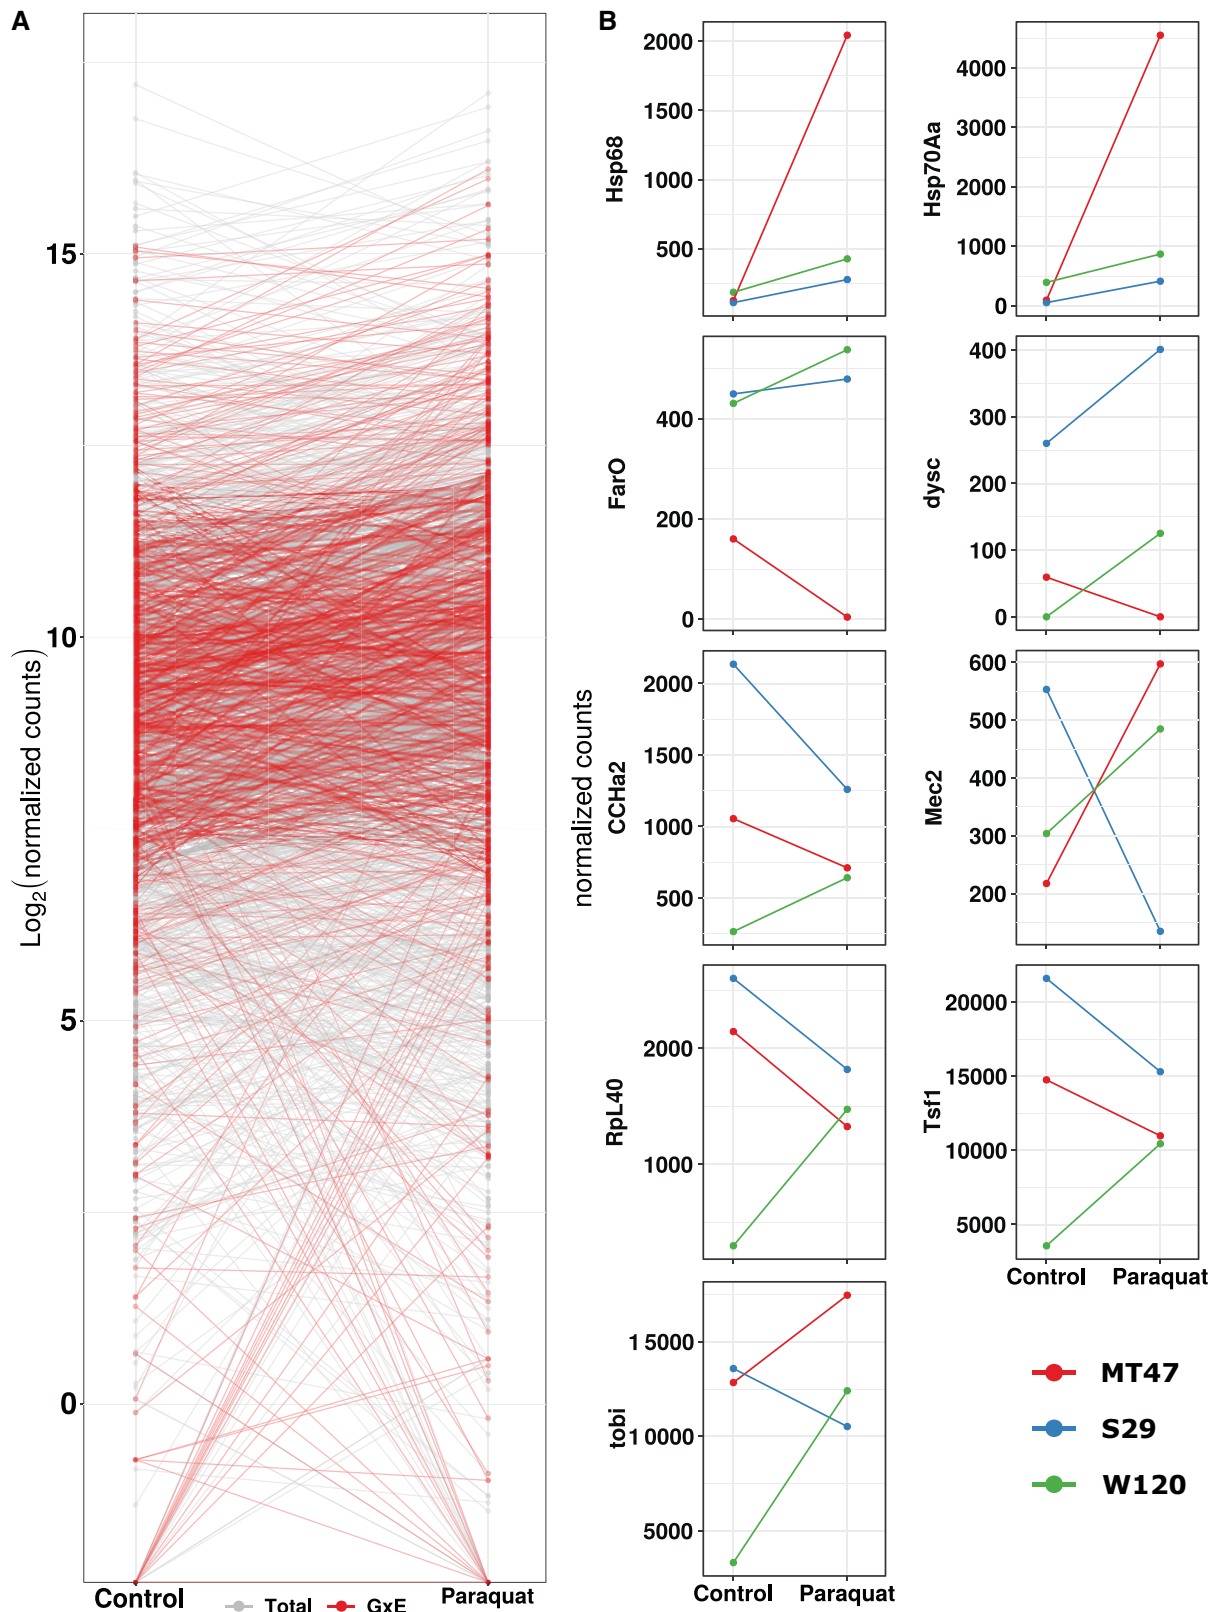 A
Log2(normalized counts)
15
10
5
0
Control
Paraquat
Total
GxE
B
normalized counts
Hsp68
2000
1500
1000
500
Hsp70Aa
4000
3000
2000
1000
0
FarO
400
200
0
dysc
400
300
200
100
0
CCHa2
2000
1500
1000
500
Mec2
600
500
400
300
200
RpL40
2000
1000
Tsf1
20000
15000
10000
5000
Control
Paraquat
tobi
15000
10000
5000
Control
Paraquat
MT47
S29
W120